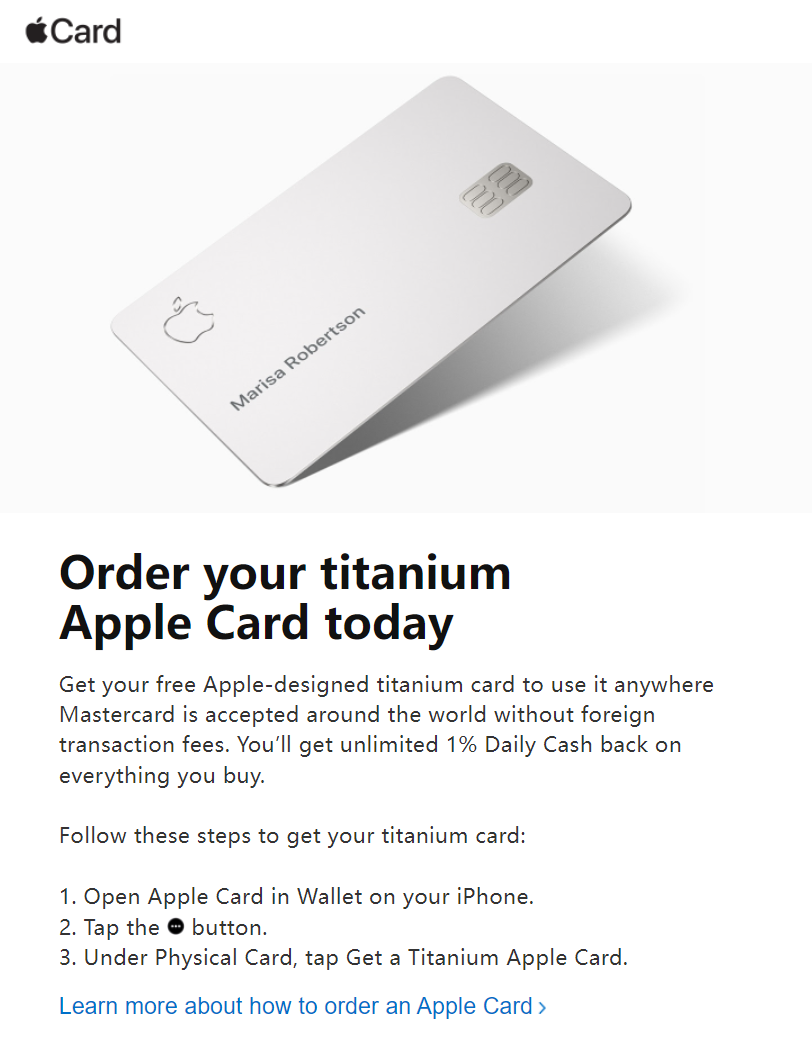 Card
Marisa Robertson
Order your titanium
Apple Card today
Get your free Apple-designed titanium card to use it anywhere
Mastercard is accepted around the world without foreign
transaction fees. You’ll get unlimited 1% Daily Cash back on
everything you buy.
Follow these steps to get your titanium card:
1. Open Apple Card in Wallet on your iPhone.
2. Tap the button.
3. Under Physical Card, tap Get a Titanium Apple Card.
Learn more about how to order an Apple Card ›